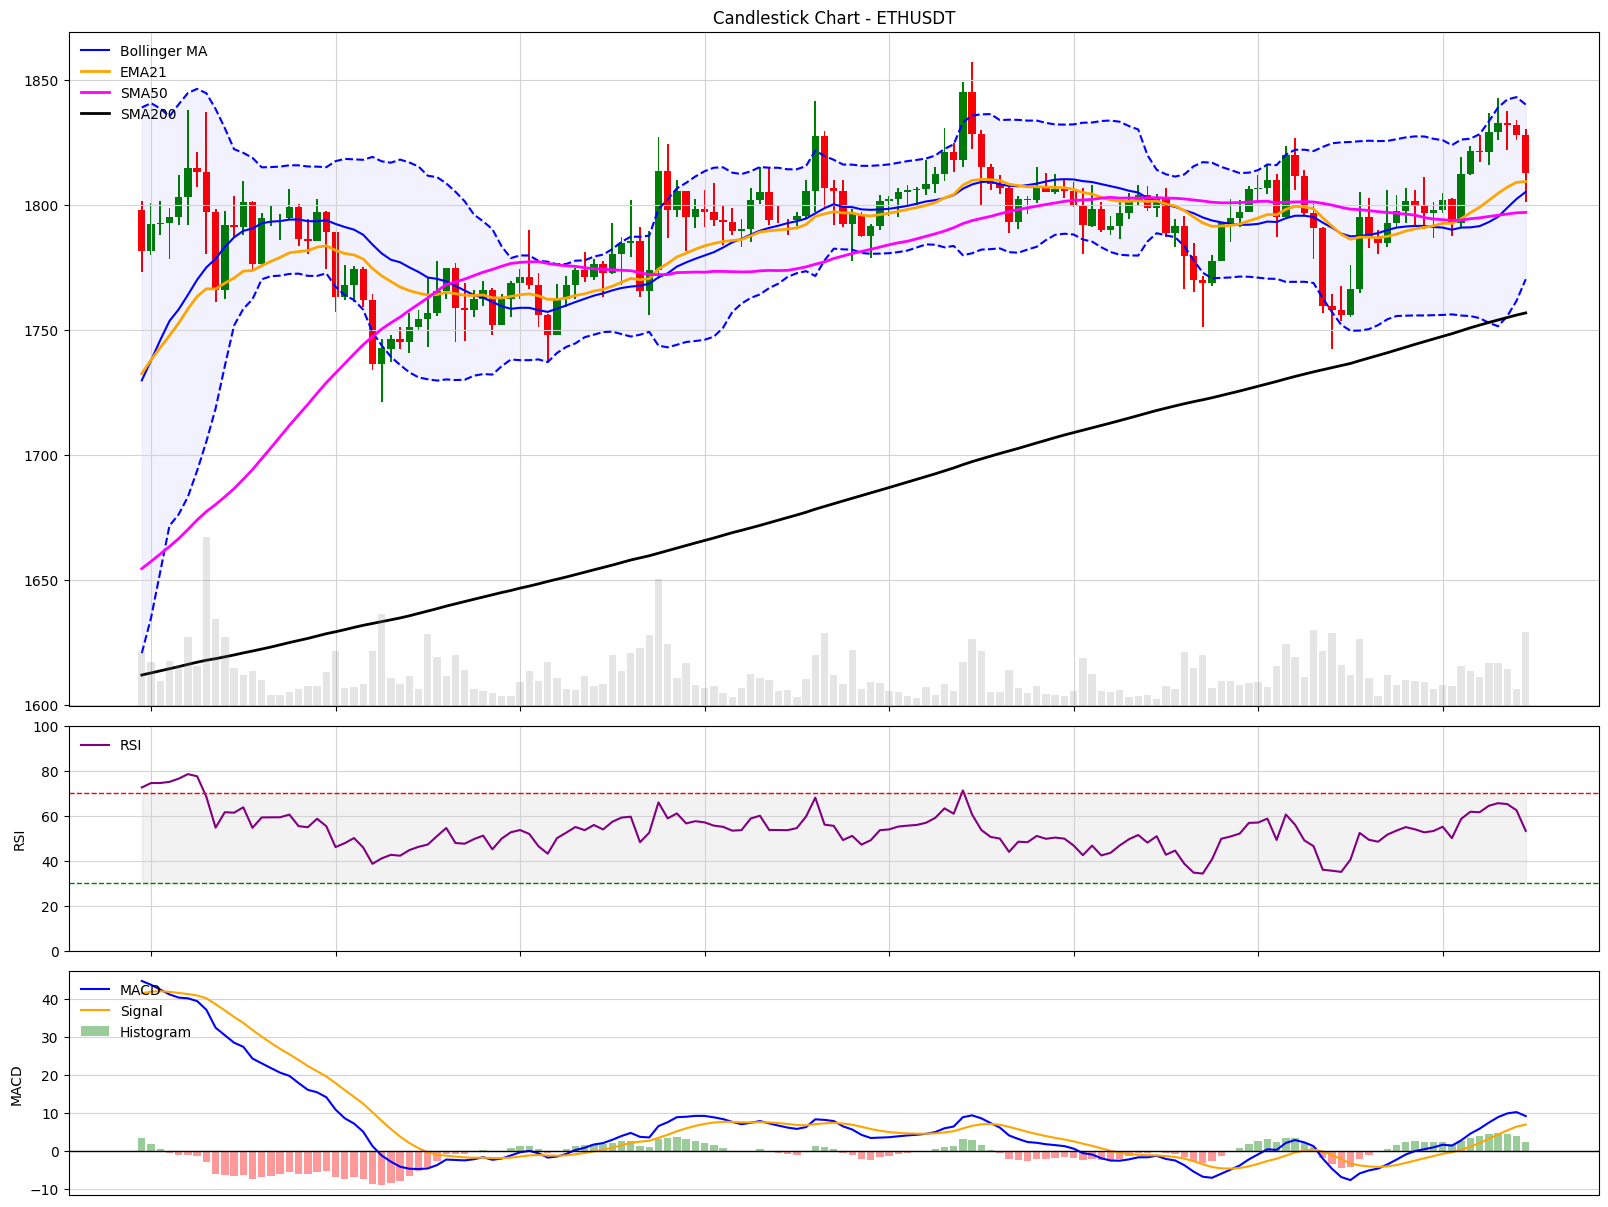 Candlestick Chart - ETHUSDT
Bollinger MA
EMA21
SMA50
SMA200
1850
1800
1750
1700
1650
1600
RSI
100
80
60
40
20
0
RSI
MACD
Signal
Histogram
40
30
20
10
0
−10
MACD